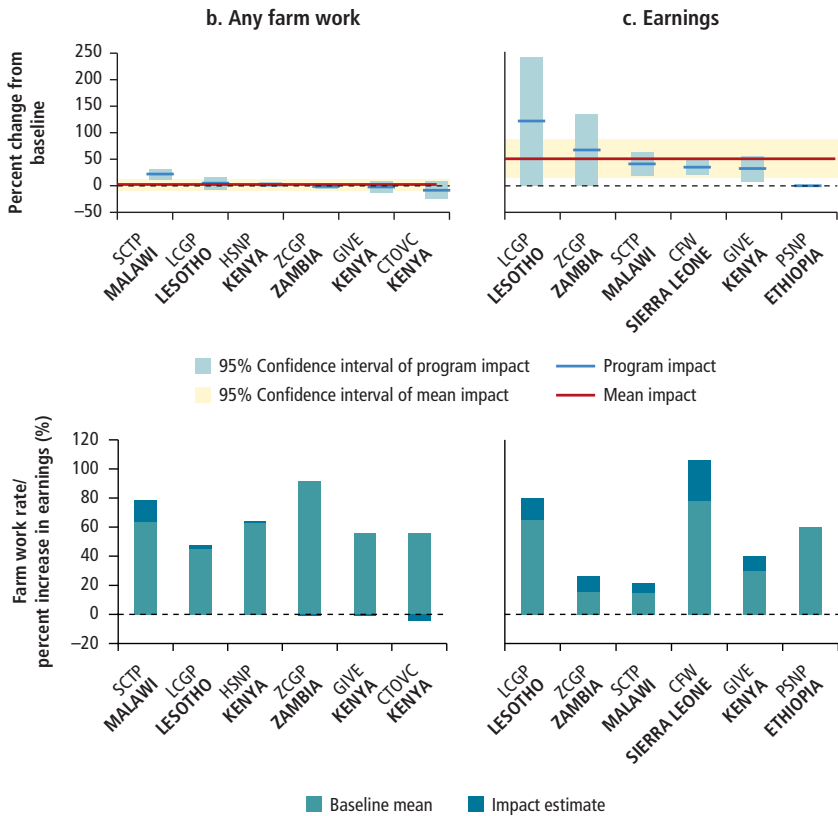 b. Any farm work
c. Earnings
Percent change from
baseline
250
200
150
100
50
0
–50
SCTP
MALAWI
LCGP
LESOTHO
HSNP
KENYA
ZCGP
ZAMBIA
GIVE
KENYA
CTOVC
KENYA
LCGP
LESOTHO
ZCGP
ZAMBIA
SCTP
MALAWI
CFW
SIERRA LEONE
GIVE
KENYA
PSNP
ETHIOPIA
95% Confidence interval of program impact
Program impact
95% Confidence interval of mean impact
Mean impact
Farm work rate/
percent increase in earnings (%)
120
100
80
60
40
20
0
–20
SCTP
MALAWI
LCGP
LESOTHO
HSNP
KENYA
ZCGP
ZAMBIA
GIVE
KENYA
CTOVC
KENYA
LCGP
LESOTHO
ZCGP
ZAMBIA
SCTP
MALAWI
CFW
SIERRA LEONE
GIVE
KENYA
PSNP
ETHIOPIA
Baseline mean
Impact estimate